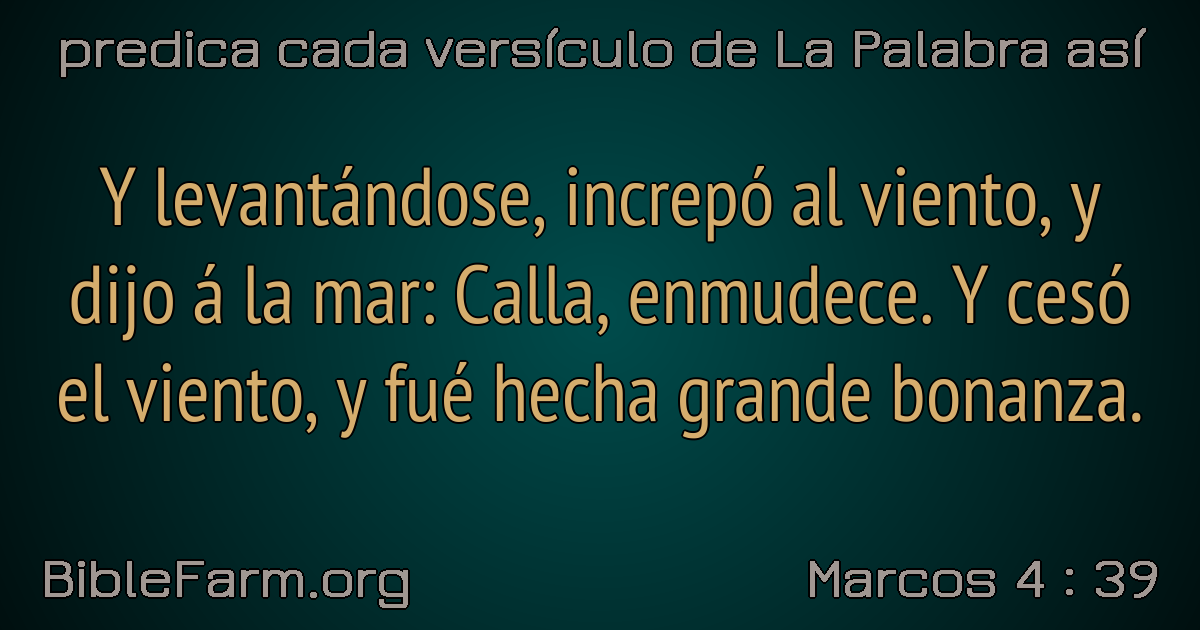 predica cada versículo de La Palabra así
Y levantándose, increpó al viento, y
dijo á la mar: Calla, enmudece. Y cesó
el viento, y fué hecha grande bonanza.
BibleFarm.org
Marcos 4 : 39